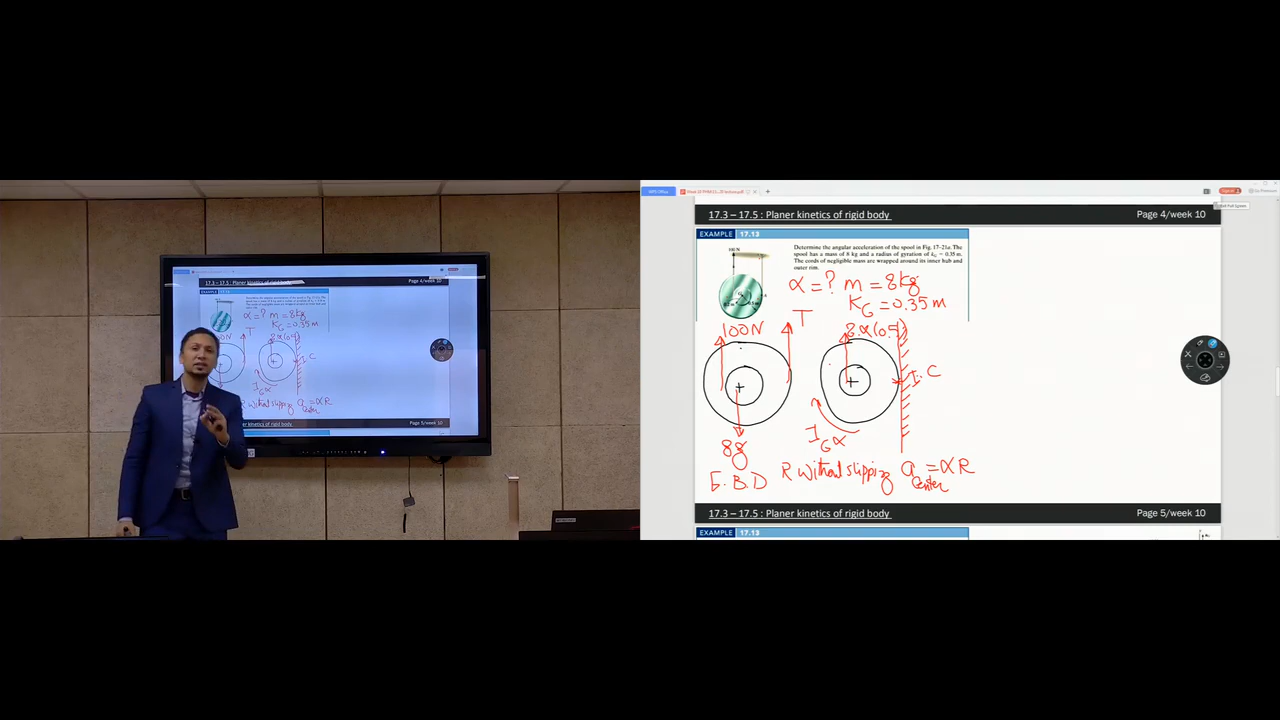 17.3 – 17.5 : Planer kinetics of rigid body Page 4/week 10
EXAMPLE 17.13
Determine the angular acceleration of the spool in Fig. 17–21a. The
spool has a mass of 8 kg and a radius of gyration of kG = 0.35 m.
The cords of negligible mass are wrapped around its inner hub and
outer rim.
100 N
α = ? m = 8kg
KG = 0.35 m
100N T
I.C
IGα
8g
F.B.D R without slipping a center = αR
17.3 – 17.5 : Planer kinetics of rigid body Page 5/week 10
EXAMPLE 17.13